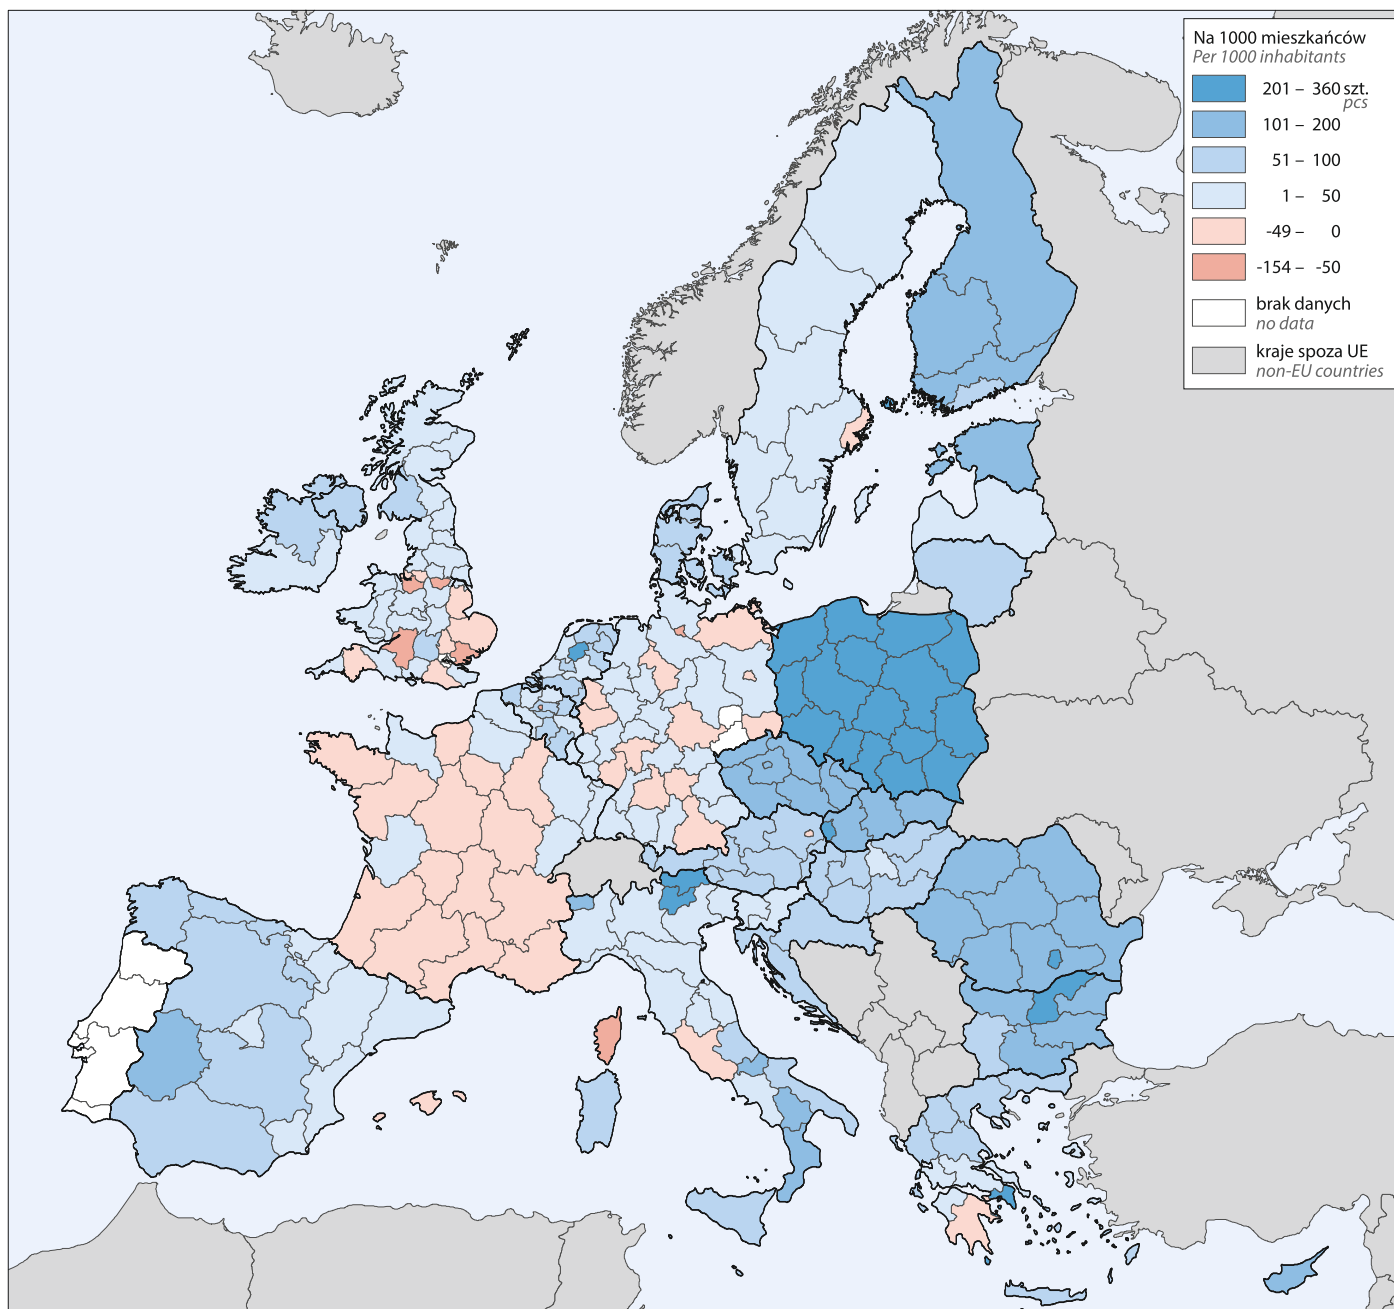 Na 1000 mieszkańców
Per 1000 inhabitants
201 – 360 szt.
pcs
101 – 200
51 – 100
1 – 50
-49 – 0
-154 – -50
brak danych
no data
kraje spoza UE
non-EU countries